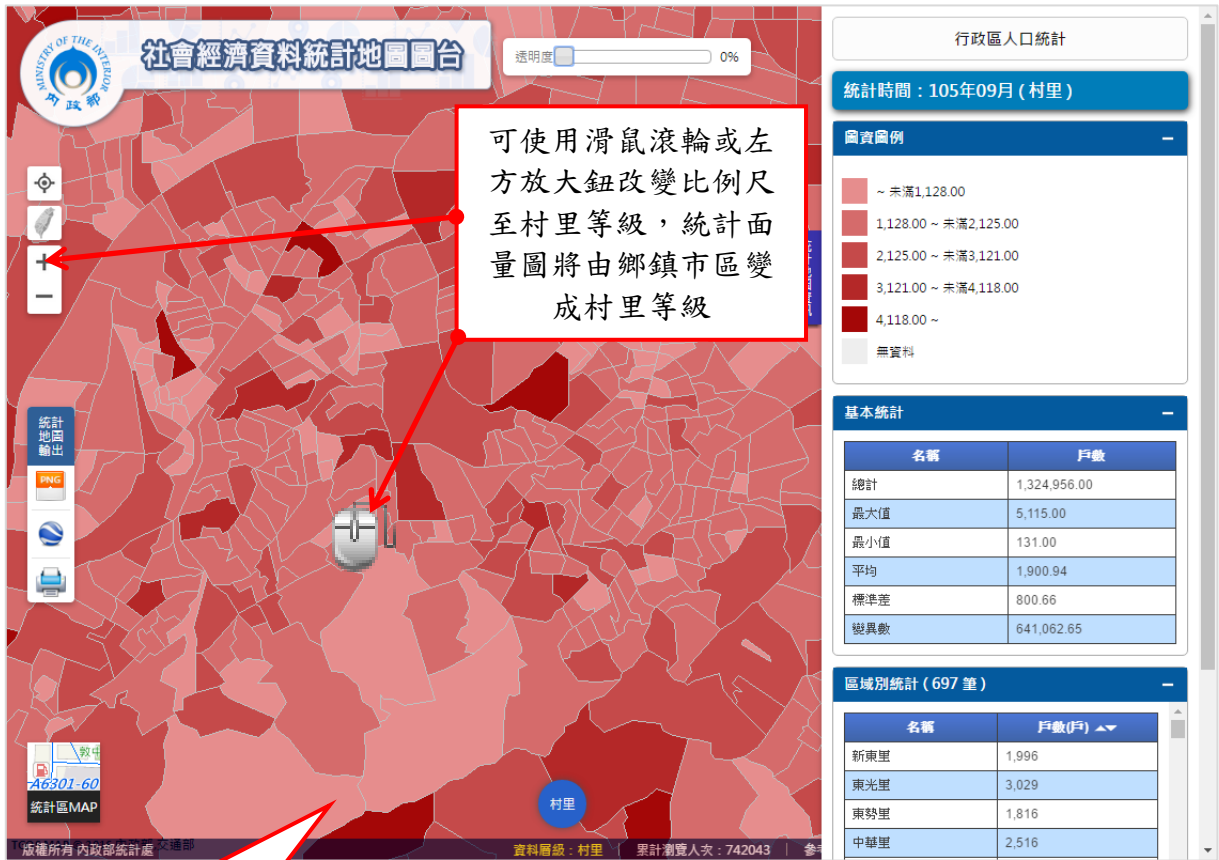 MINISTRY OF THE INTERIOR
內政部
社會經濟資料統計地圖圖台
透明度
0%
可使用滑鼠滾輪或左
方放大鈕改變比例尺
至村里等級，統計面
量圖將由鄉鎮市區變
成村里等級
統計
地圖
輸出
PNG
敦中
A6301-60
統計區MAP
村里
版權所有 內政部統計處
交通部
資料層級：村里 | 累計瀏覽人次：742043 |
行政區人口統計
統計時間：105年09月 ( 村里 )
圖資圖例 −
~ 未滿1,128.00
1,128.00 ~ 未滿2,125.00
2,125.00 ~ 未滿3,121.00
3,121.00 ~ 未滿4,118.00
4,118.00 ~
無資料
基本統計 −
名稱 戶數
總計 1,324,956.00
最大值 5,115.00
最小值 131.00
平均 1,900.94
標準差 800.66
變異數 641,062.65
區域別統計 ( 697 筆 ) −
名稱 戶數(戶) ▲▼
新東里 1,996
東光里 3,029
東勢里 1,816
中華里 2,516